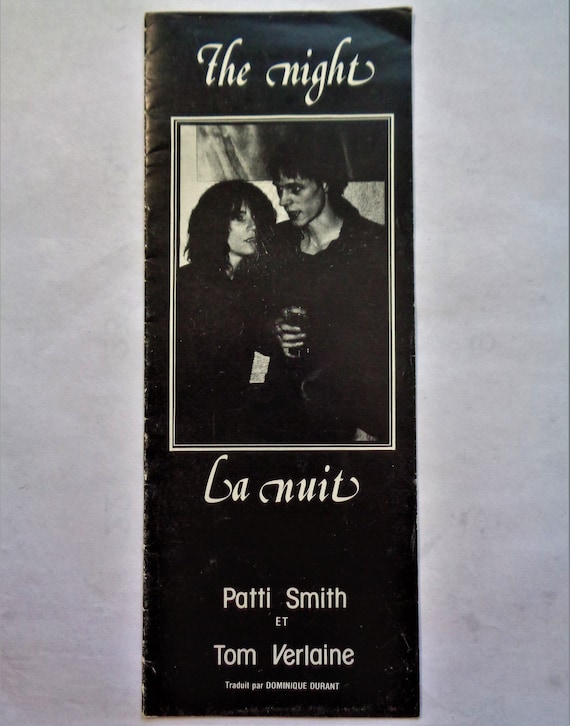 The night
La nuit
Patti Smith
ET
Tom Verlaine
Traduit par DOMINIQUE DURANT